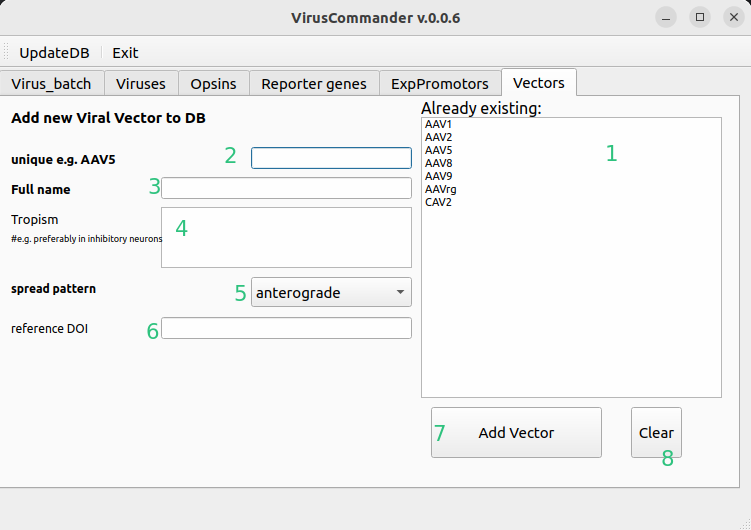 VirusCommander v.0.0.6
UpdateDB Exit
Virus_batch Viruses Opsins Reporter genes ExpPromotors Vectors
Add new Viral Vector to DB
unique e.g. AAV5 2
Full name 3
Tropism 4
#e.g. preferably in inhibitory neurons
spread pattern 5 anterograde
reference DOI 6
Already existing:
AAV1
AAV2
AAV5
AAV8
AAV9
AAVrg
CAV2
1
7 Add Vector
Clear 8